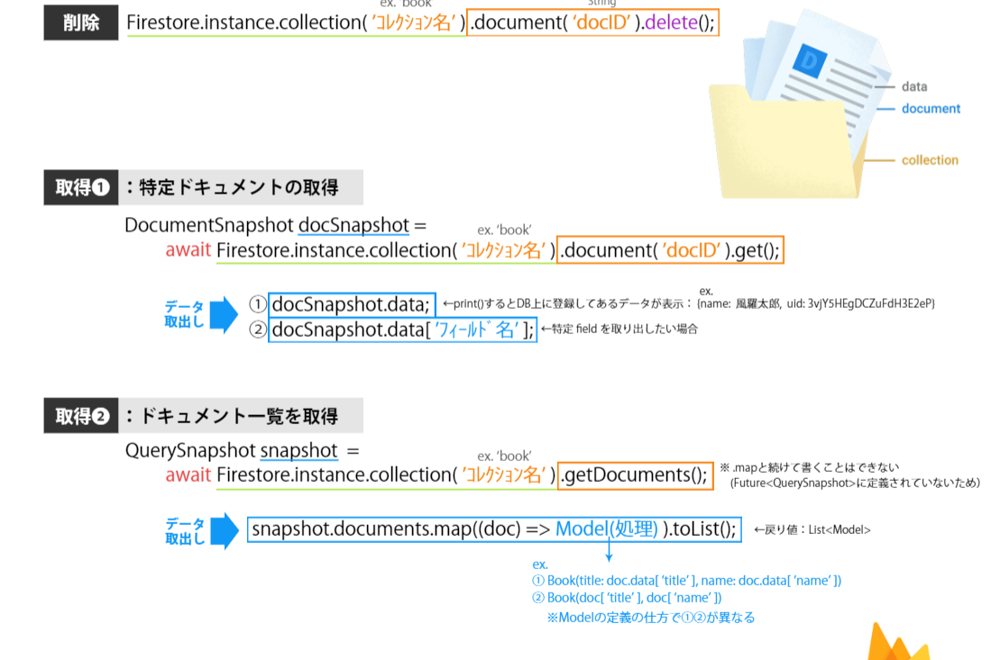 ex. 'book'
String
削除 Firestore.instance.collection( 'コレクション名' ).document( 'docID' ).delete();
data
document
collection
取得❶ ：特定ドキュメントの取得
DocumentSnapshot docSnapshot =
ex. 'book'
await Firestore.instance.collection( 'コレクション名' ).document( 'docID' ).get();
データ
取出し
ex.
① docSnapshot.data; ←print()するとDB上に登録してあるデータが表示： {name: 風羅太郎, uid: 3vjY5HEgDCZuFdH3E2eP}
② docSnapshot.data[ 'フィールド名' ]; ←特定 field を取り出したい場合
取得❷ ：ドキュメント一覧を取得
QuerySnapshot snapshot =
ex. 'book'
await Firestore.instance.collection( 'コレクション名' ).getDocuments();
※ .mapと続けて書くことはできない
(Future<QuerySnapshot>に定義されていないため)
データ
取出し
snapshot.documents.map((doc) => Model(処理) ).toList(); ←戻り値：List<Model>
ex.
① Book(title: doc.data[ 'title' ], name: doc.data[ 'name' ])
② Book(doc[ 'title' ], doc[ 'name' ])
※Modelの定義の仕方で①②が異なる